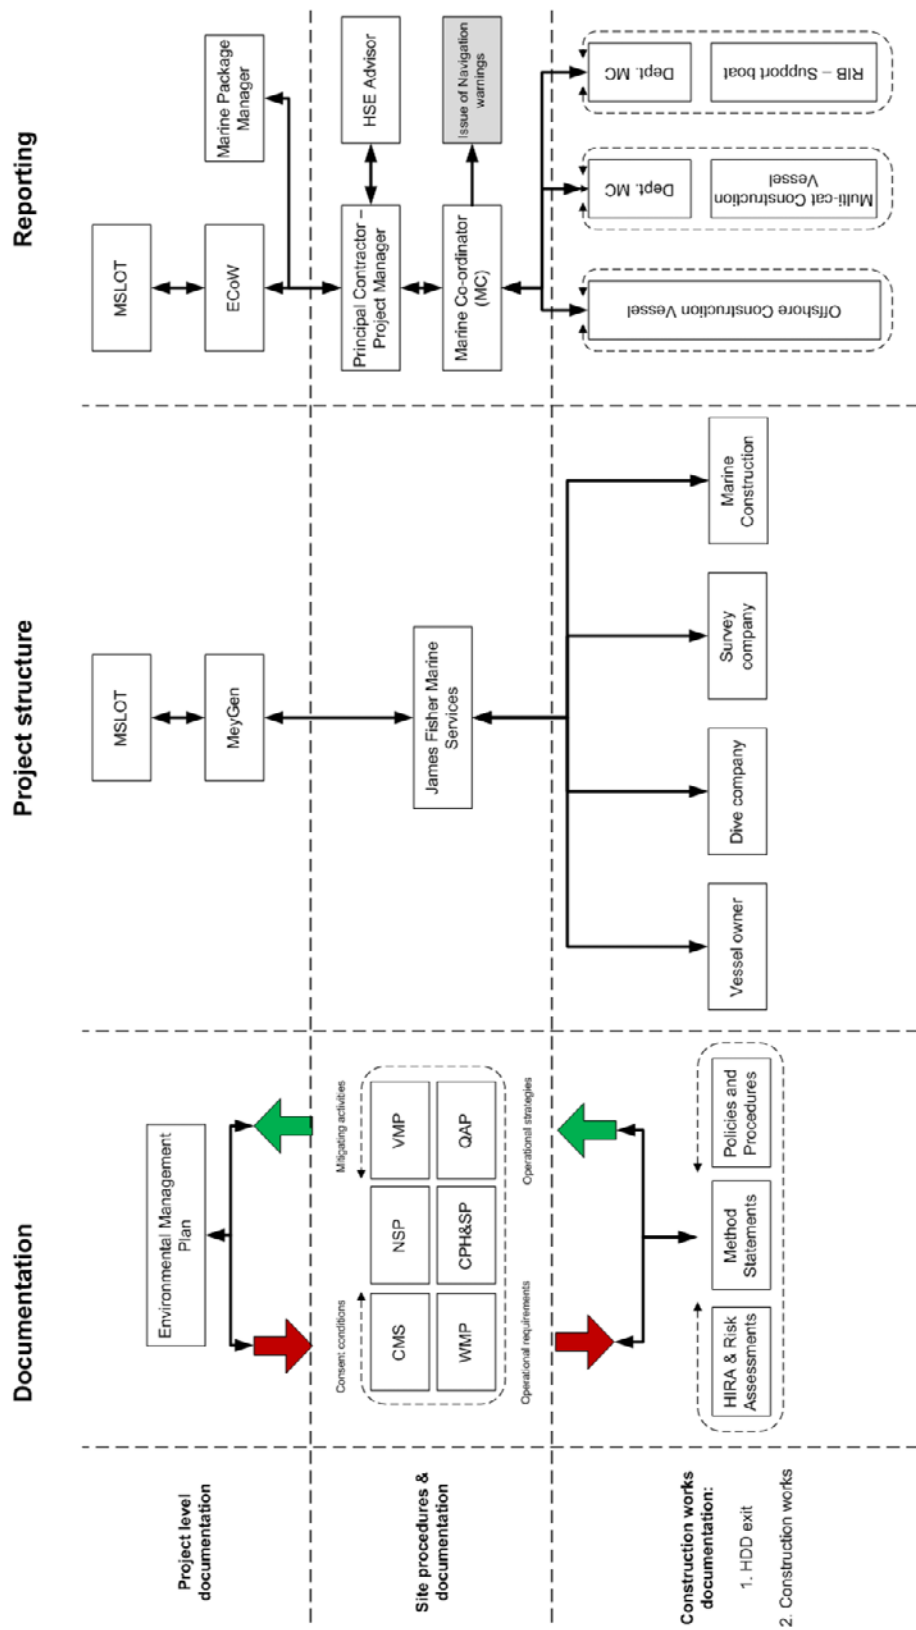 Documentation
Project structure
Reporting
Project level
documentation
Environmental Management
Plan
MSLOT
MeyGen
MSLOT
ECoW
Marine Package
Manager
Site procedures &
documentation
Consent conditions
Mitigating activities
CMS
NSP
VMP
WMP
CPH&SP
QAP
Operational requirements
Operational strategies
James Fisher Marine
Services
Principal Contractor –
Project Manager
HSE Advisor
Marine Co-ordinator
(MC)
Issue of Navigation
warnings
Construction works
documentation:
1. HDD exit
2. Construction works
HIRA & Risk
Assessments
Method
Statements
Policies and
Procedures
Vessel owner
Dive company
Survey
company
Marine
Construction
Offshore Construction Vessel
Dept. MC
Multi-cat Construction
Vessel
Dept. MC
RIB – Support boat